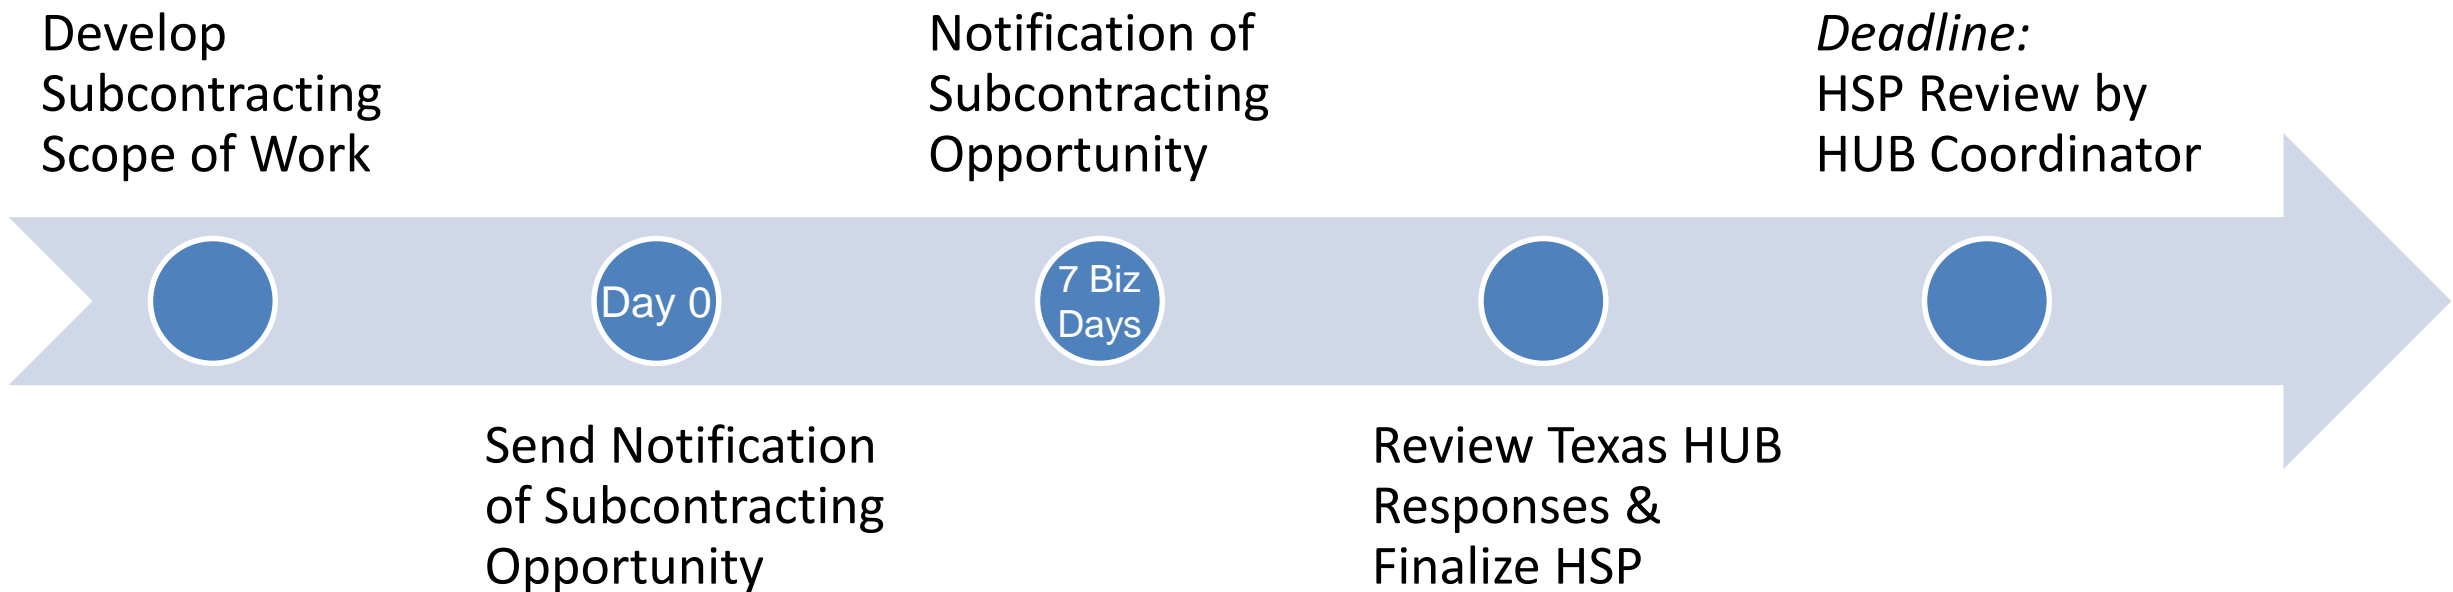 Develop
Subcontracting
Scope of Work
Day 0
Send Notification
of Subcontracting
Opportunity
Notification of
Subcontracting
Opportunity
7 Biz
Days
Review Texas HUB
Responses &
Finalize HSP
Deadline:
HSP Review by
HUB Coordinator